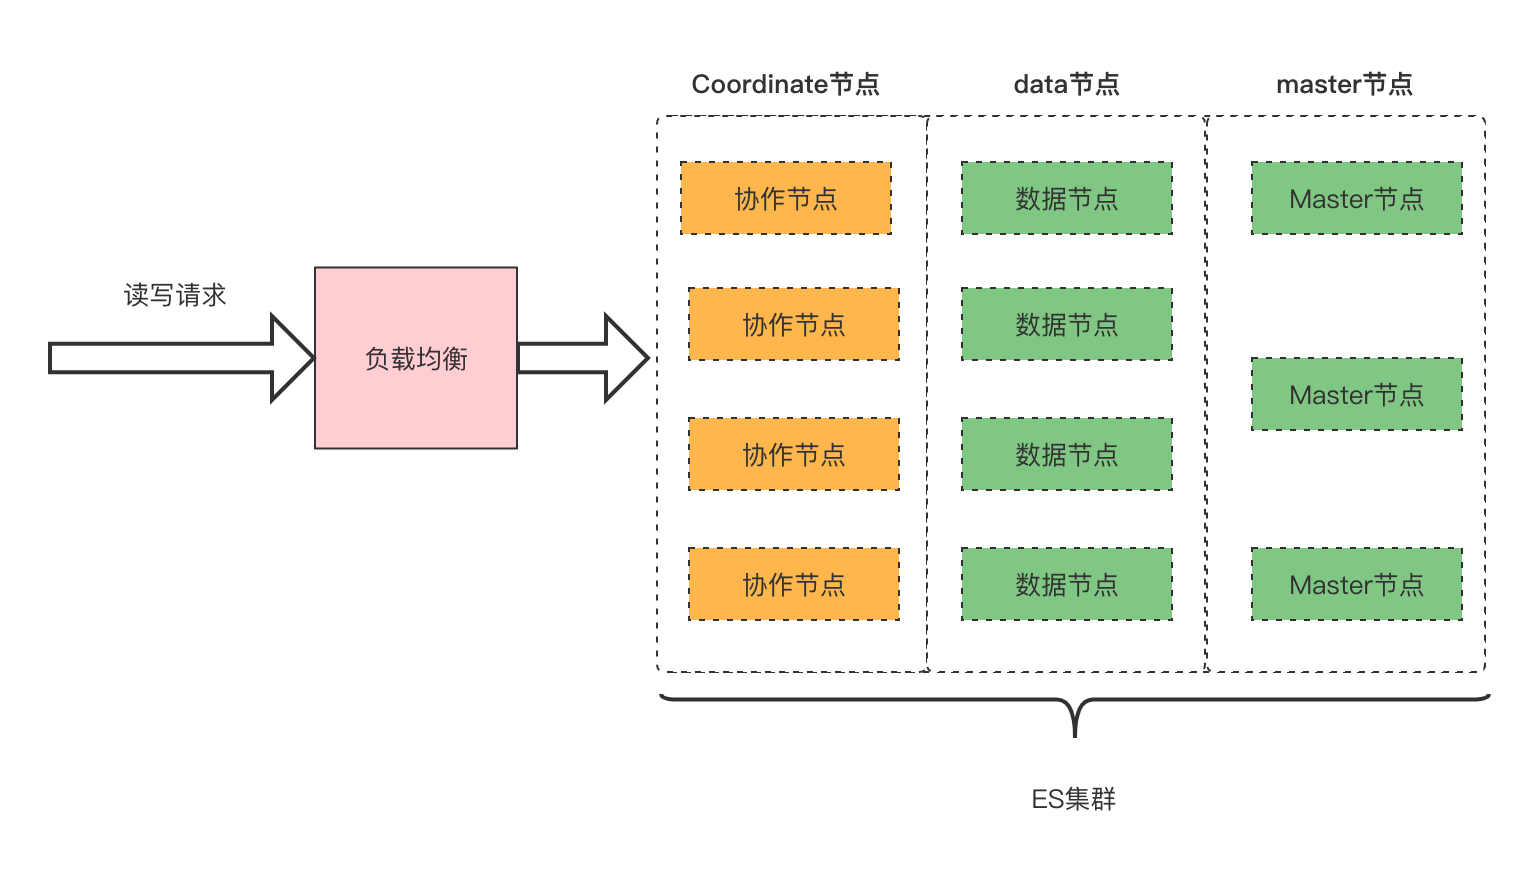 Coordinate节点
data节点
master节点
协作节点
数据节点
Master节点
读写请求
协作节点
数据节点
负载均衡
Master节点
协作节点
数据节点
协作节点
数据节点
Master节点
ES集群